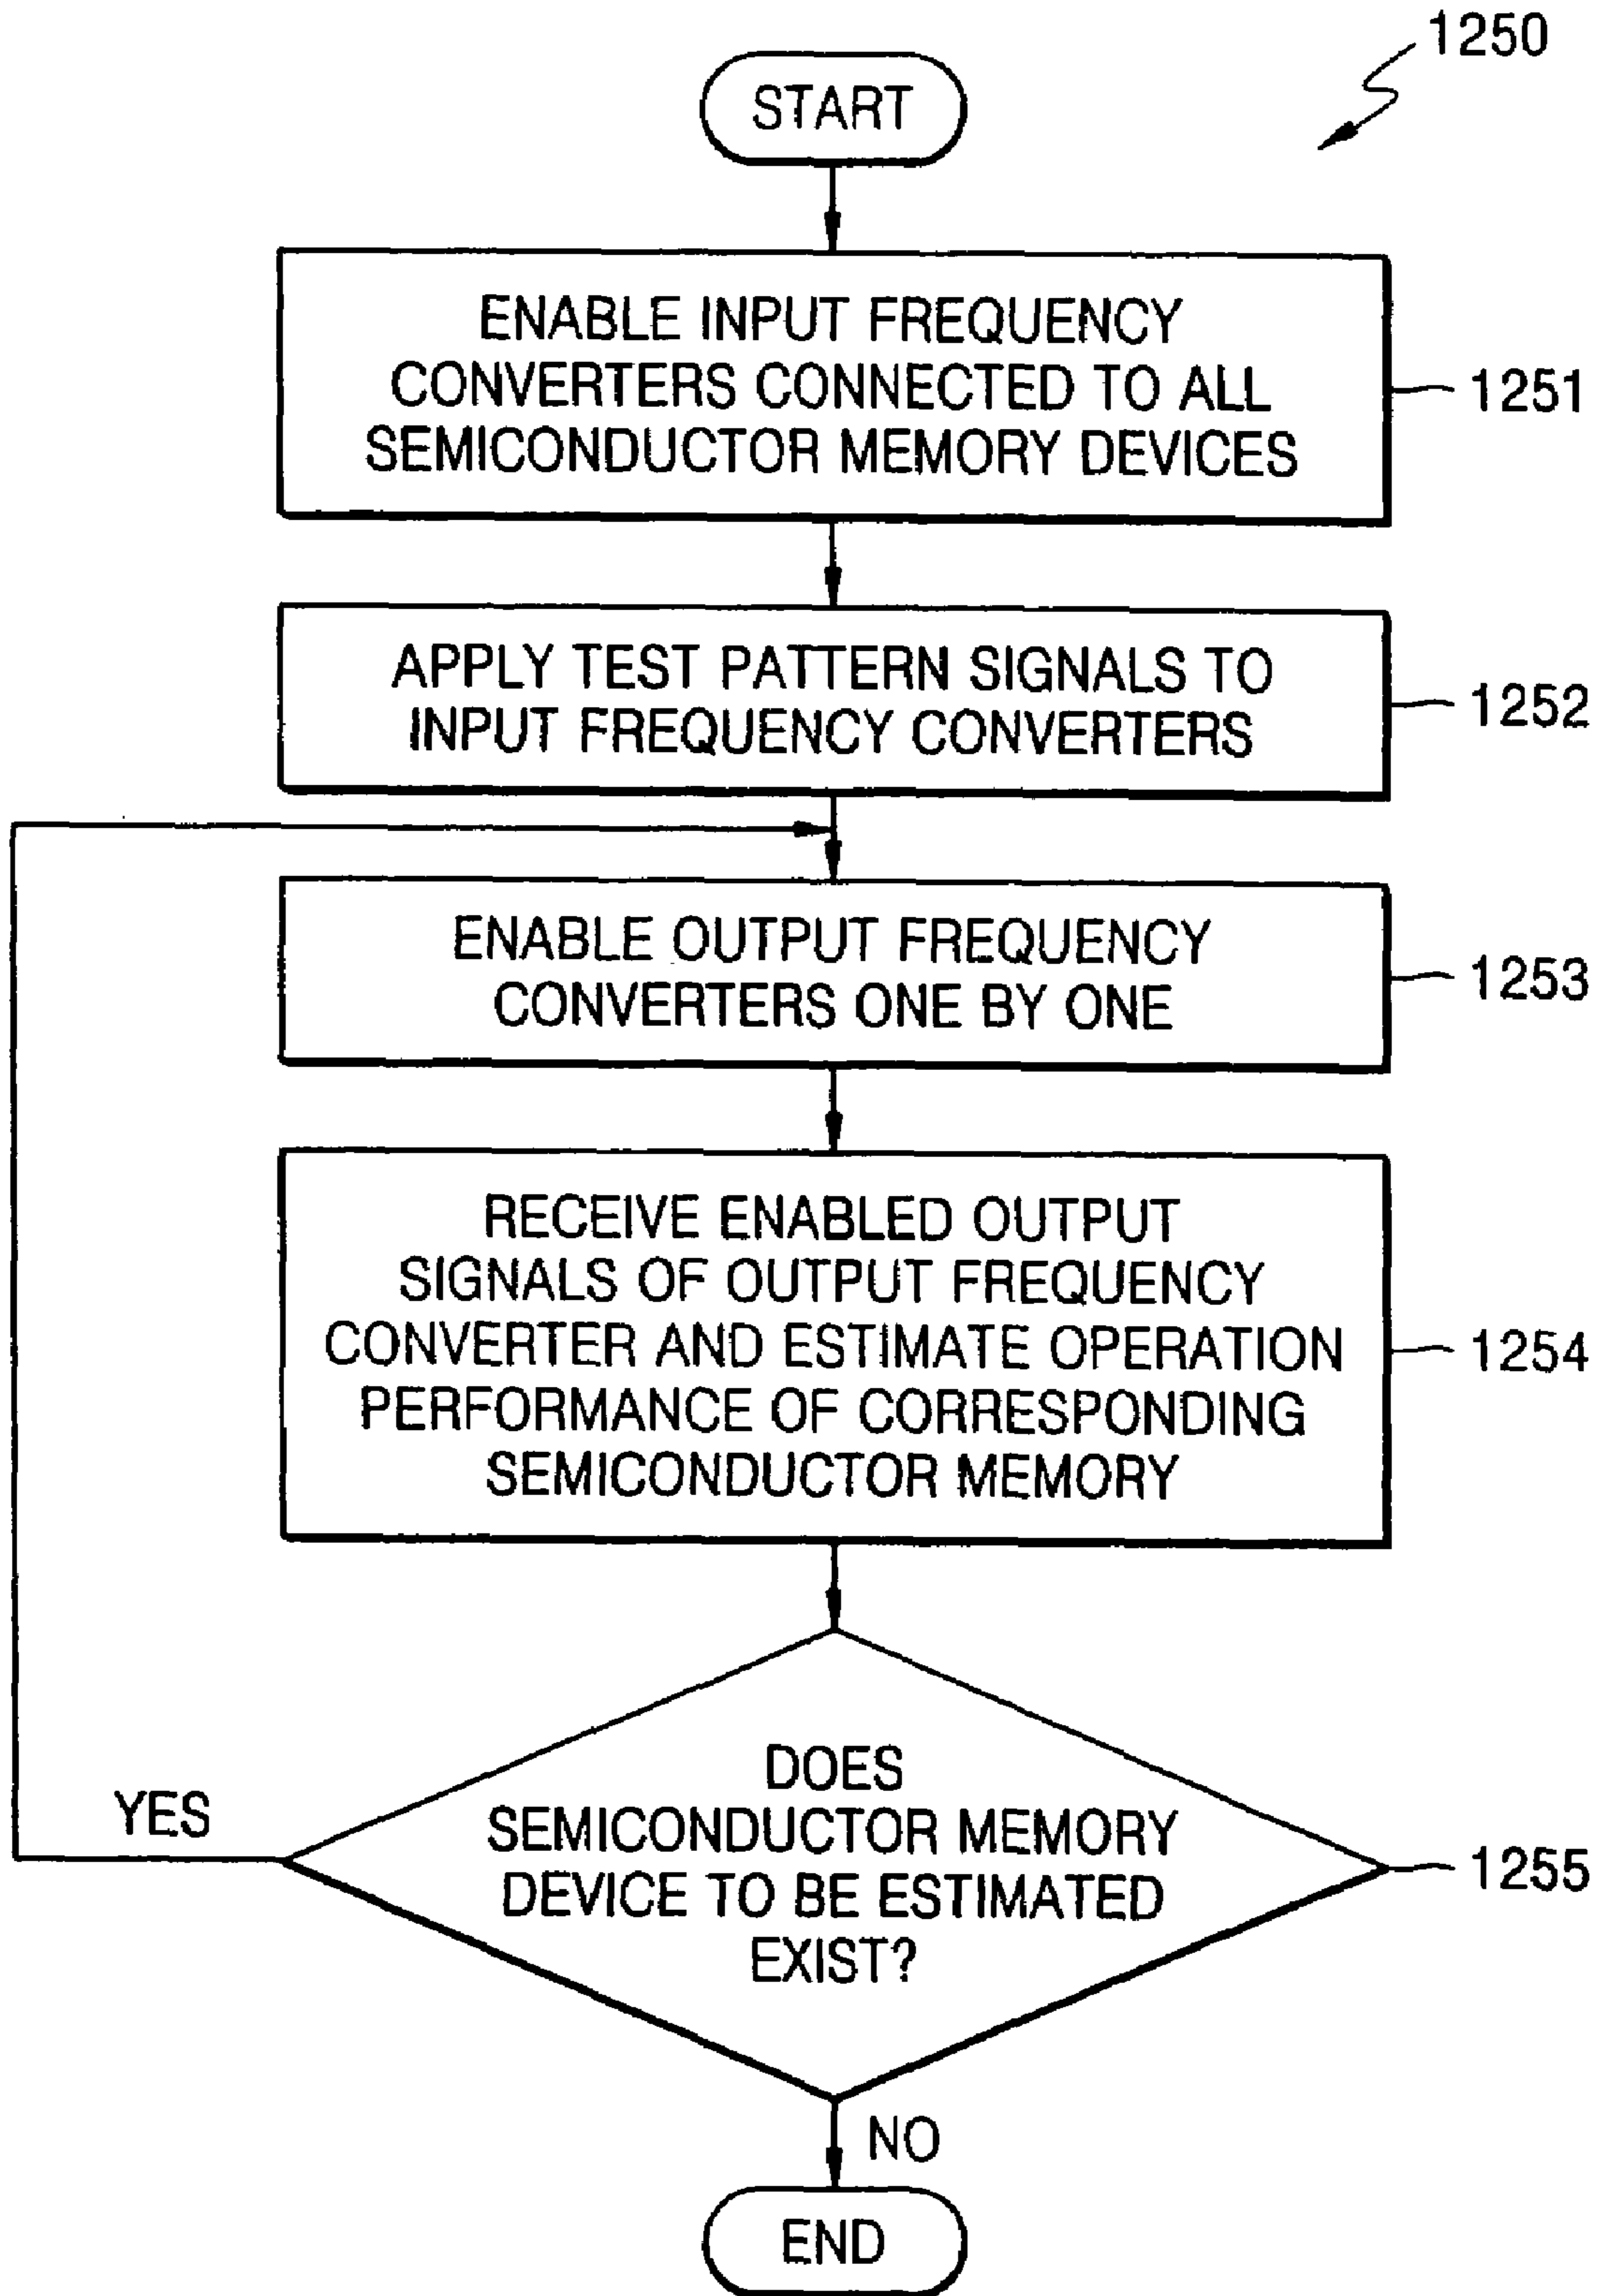 1250
START
ENABLE INPUT FREQUENCY
CONVERTERS CONNECTED TO ALL
SEMICONDUCTOR MEMORY DEVICES
1251
APPLY TEST PATTERN SIGNALS TO
INPUT FREQUENCY CONVERTERS
1252
ENABLE OUTPUT FREQUENCY
CONVERTERS ONE BY ONE
1253
RECEIVE ENABLED OUTPUT
SIGNALS OF OUTPUT FREQUENCY
CONVERTER AND ESTIMATE OPERATION
PERFORMANCE OF CORRESPONDING
SEMICONDUCTOR MEMORY
1254
DOES
SEMICONDUCTOR MEMORY
DEVICE TO BE ESTIMATED
EXIST?
1255
YES
NO
END